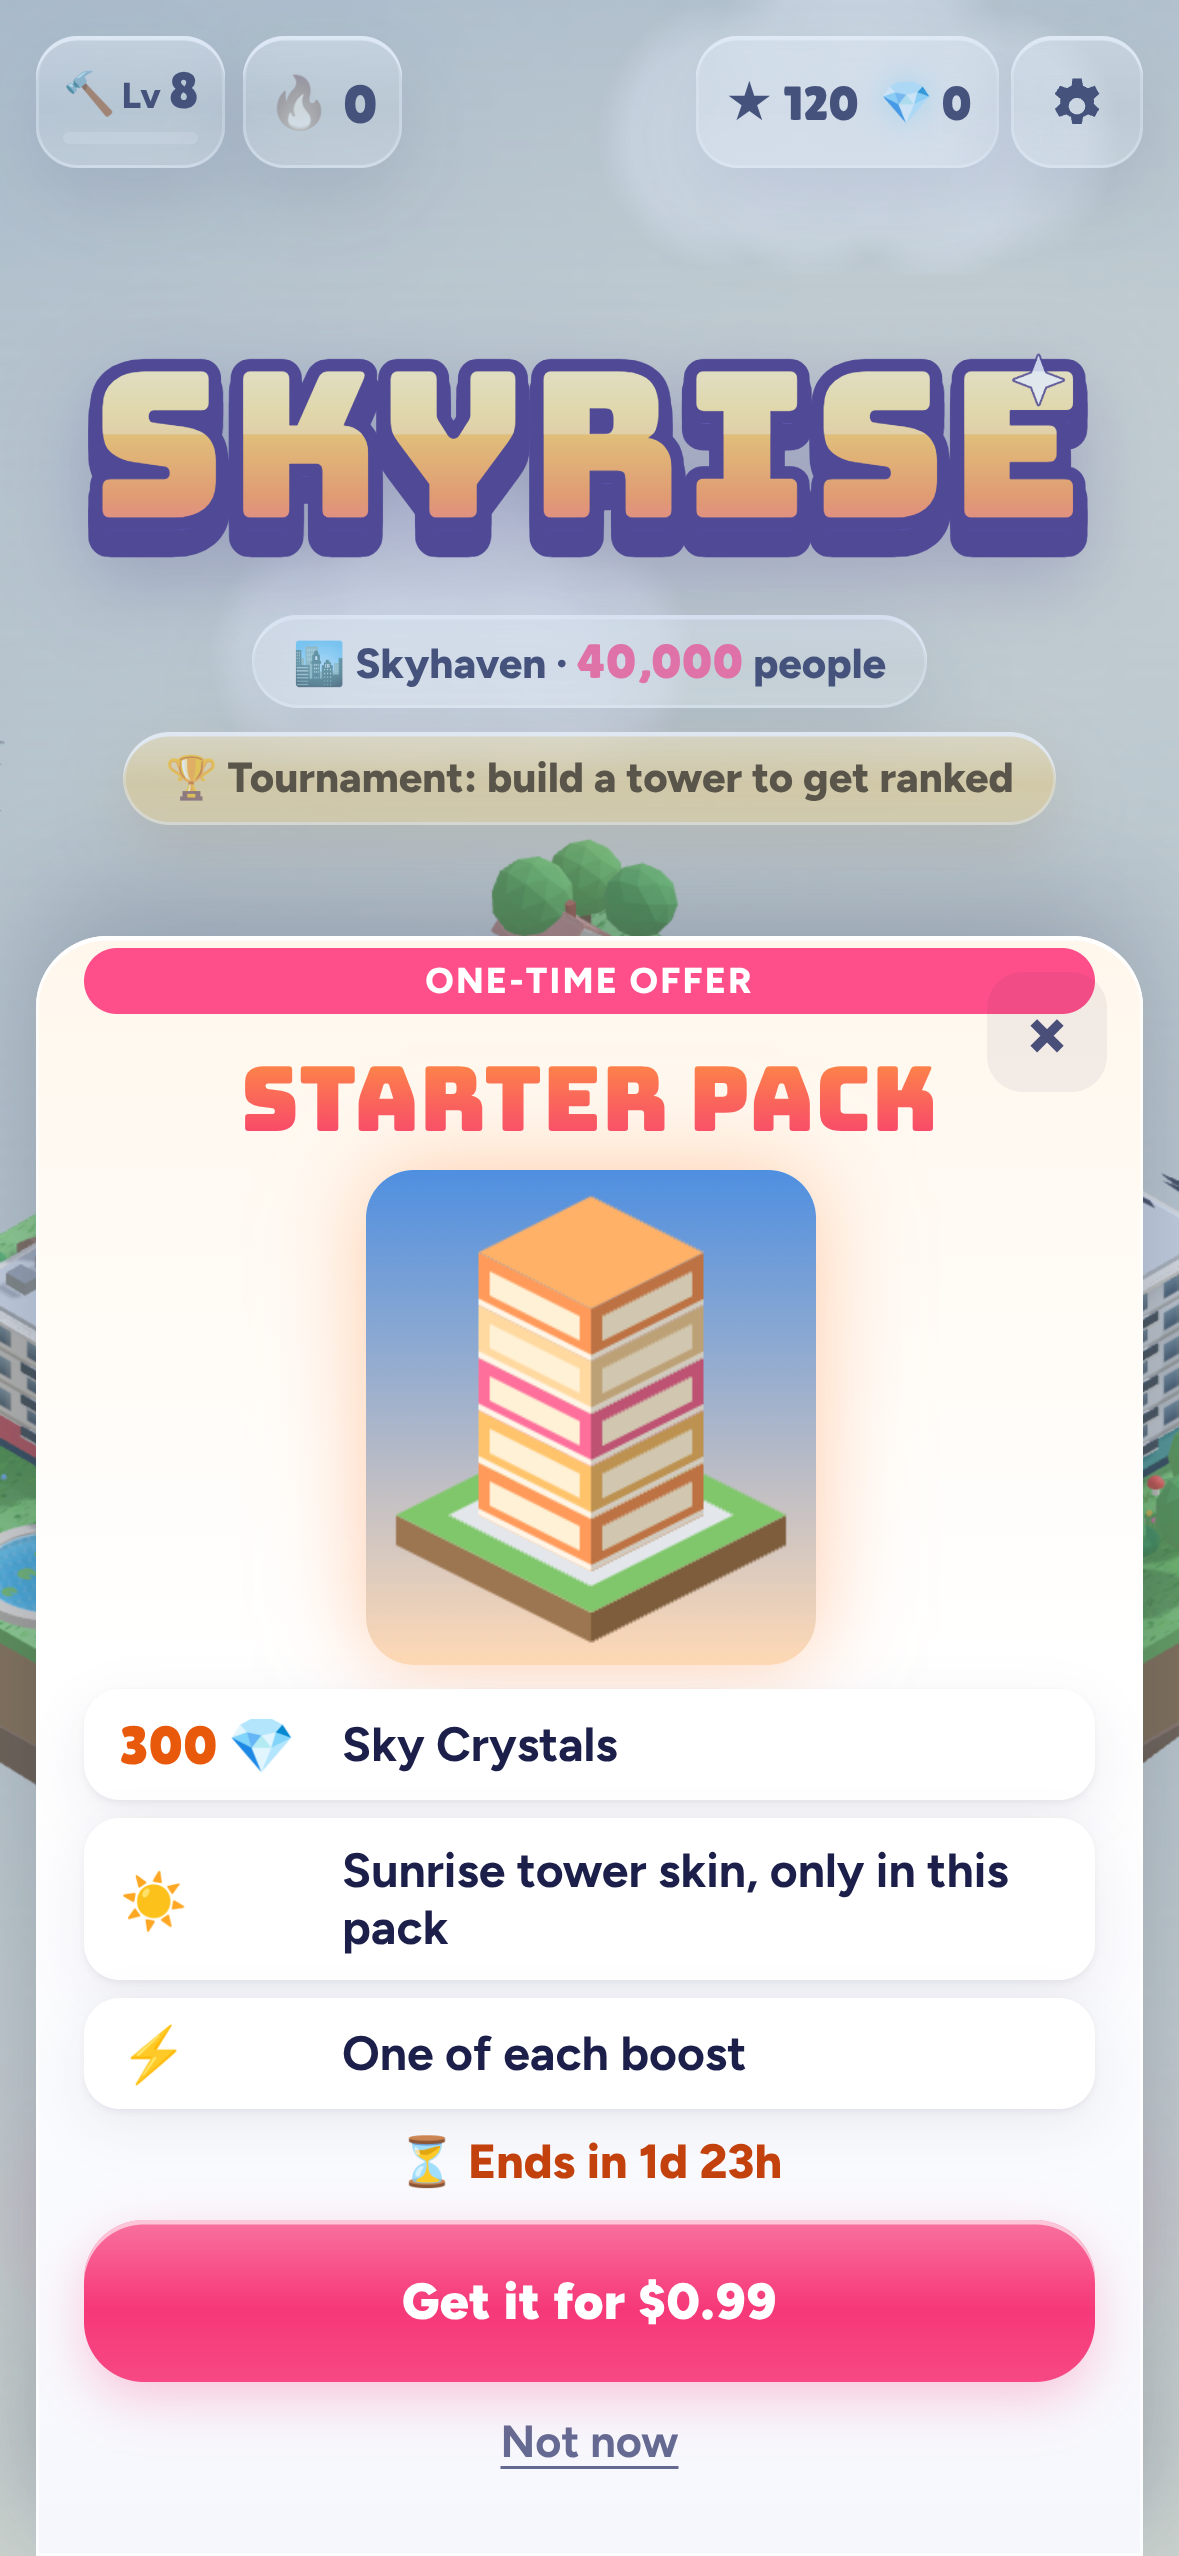 Lv 8
0
★ 120 0
SKYRISE
Skyhaven · 40,000 people
Tournament: build a tower to get ranked
ONE-TIME OFFER
STARTER PACK
300 Sky Crystals
Sunrise tower skin, only in this
pack
One of each boost
Ends in 1d 23h
Get it for $0.99
Not now